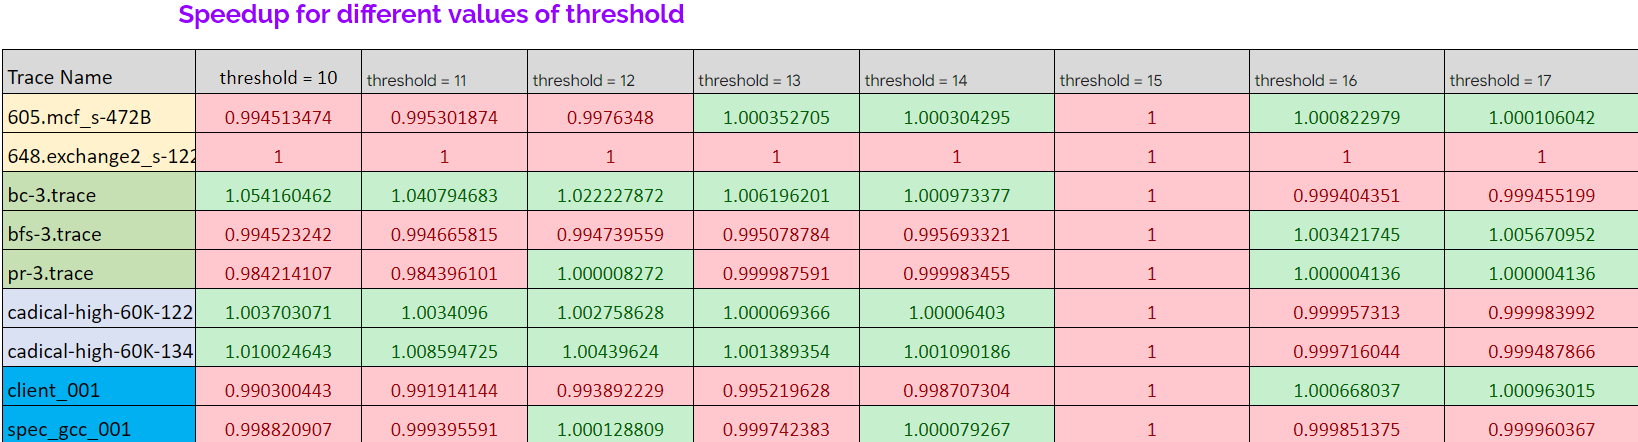 Speedup for different values of threshold
Trace Name threshold = 10 threshold = 11 threshold = 12 threshold = 13 threshold = 14 threshold = 15 threshold = 16 threshold = 17
605.mcf_s-472B 0.994513474 0.995301874 0.9976348 1.000352705 1.000304295 1 1.000822979 1.000106042
648.exchange2_s-122 1 1 1 1 1 1 1 1
bc-3.trace 1.054160462 1.040794683 1.022227872 1.006196201 1.000973377 1 0.999404351 0.999455199
bfs-3.trace 0.994523242 0.994665815 0.994739559 0.995078784 0.995693321 1 1.003421745 1.005670952
pr-3.trace 0.984214107 0.984396101 1.000008272 0.999987591 0.999983455 1 1.000004136 1.000004136
cadical-high-60K-122 1.003703071 1.0034096 1.002758628 1.000069366 1.00006403 1 0.999957313 0.999983992
cadical-high-60K-134 1.010024643 1.008594725 1.00439624 1.001389354 1.001090186 1 0.999716044 0.999487866
client_001 0.990300443 0.991914144 0.993892229 0.995219628 0.998707304 1 1.000668037 1.000963015
spec_gcc_001 0.998820907 0.999395591 1.000128809 0.999742383 1.000079267 1 0.999851375 0.999960367